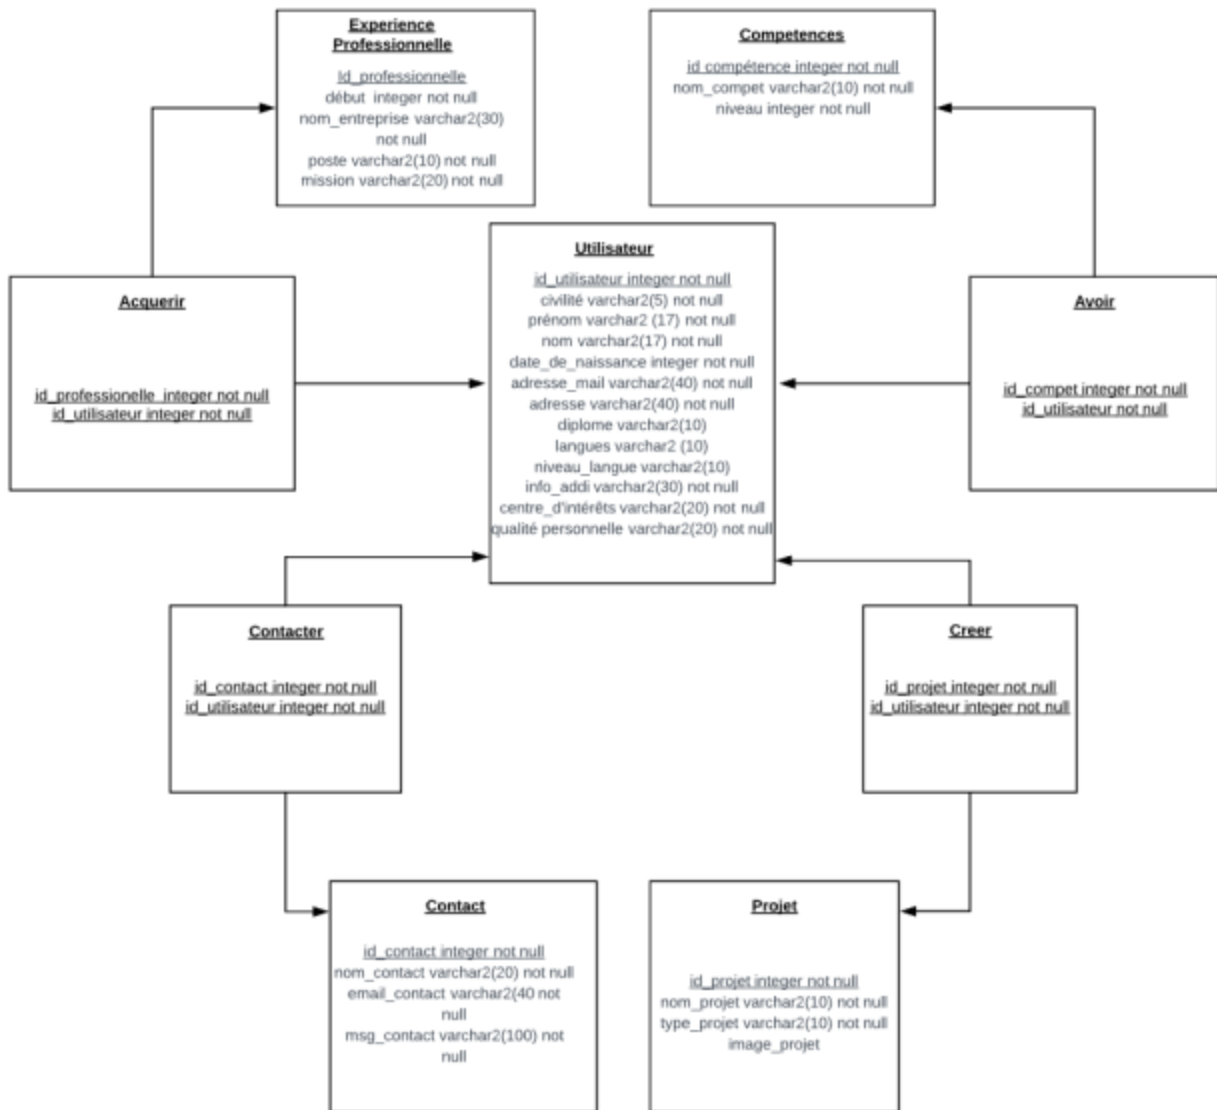 Experience
Professionnelle
Id_professionnelle
début integer not null
nom_entreprise varchar2(30)
not null
poste varchar2(10) not null
mission varchar2(20) not null
Competences
id compétence integer not null
nom_compet varchar2(10) not null
niveau integer not null
Utilisateur
id_utilisateur integer not null
civilité varchar2(5) not null
prénom varchar2 (17) not null
nom varchar2(17) not null
date_de_naissance integer not null
adresse_mail varchar2(40) not null
adresse varchar2(40) not null
diplome varchar2(10)
langues varchar2 (10)
niveau_langue varchar2(10)
info_addi varchar2(30) not null
centre_d'intérêts varchar2(20) not null
qualité personnelle varchar2(20) not null
Acquerir
id_professionelle integer not null
id_utilisateur integer not null
Avoir
id_compet integer not null
id_utilisateur not null
Contacter
id_contact integer not null
id_utilisateur integer not null
Creer
id_projet integer not null
id_utilisateur integer not null
Contact
id_contact integer not null
nom_contact varchar2(20) not null
email_contact varchar2(40 not
null
msg_contact varchar2(100) not
null
Projet
id_projet integer not null
nom_projet varchar2(10) not null
type_projet varchar2(10) not null
image_projet